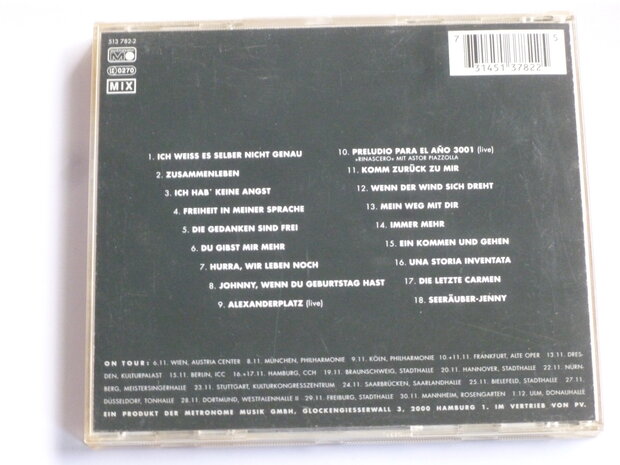 513 782-2
LC 0270
MIX
7 31451 37822 5
1. ICH WEISS ES SELBER NICHT GENAU
2. ZUSAMMENLEBEN
3. ICH HAB' KEINE ANGST
4. FREIHEIT IN MEINER SPRACHE
5. DIE GEDANKEN SIND FREI
6. DU GIBST MIR MEHR
7. HURRA, WIR LEBEN NOCH
8. JOHNNY, WENN DU GEBURTSTAG HAST
9. ALEXANDERPLATZ (live)
10. PRELUDIO PARA EL AÑO 3001 (live)
»RINASCERO« MIT ASTOR PIAZZOLLA
11. KOMM ZURÜCK ZU MIR
12. WENN DER WIND SICH DREHT
13. MEIN WEG MIT DIR
14. IMMER MEHR
15. EIN KOMMEN UND GEHEN
16. UNA STORIA INVENTATA
17. DIE LETZTE CARMEN
18. SEERÄUBER-JENNY
ON TOUR: 6.11. WIEN, AUSTRIA CENTER 8.11. MÜNCHEN, PHILHARMONIE 9.11. KÖLN, PHILHARMONIE 10.+11.11. FRANKFURT, ALTE OPER 13.11. DRES-
DEN, KULTURPALAST 15.11. BERLIN, ICC 16.+17.11. HAMBURG, CCH 19.11. BRAUNSCHWEIG, STADTHALLE 20.11. HANNOVER, STADTHALLE 22.11. NÜRN-
BERG, MEISTERSINGERHALLE 23.11. STUTTGART, KULTURKONGRESSZENTRUM 24.11. SAARBRÜCKEN, SAARLANDHALLE 25.11. BIELEFELD, STADTHALLE 27.11.
DÜSSELDORF, TONHALLE 28.11. DORTMUND, WESTFALENHALLE II 29.11. FREIBURG, STADTHALLE 30.11. MANNHEIM, ROSENGARTEN 1.12. ULM, DONAUHALLE
EIN PRODUKT DER METRONOME MUSIK GMBH, GLOCKENGIESSERWALL 3, 2000 HAMBURG 1. IM VERTRIEB VON PV.